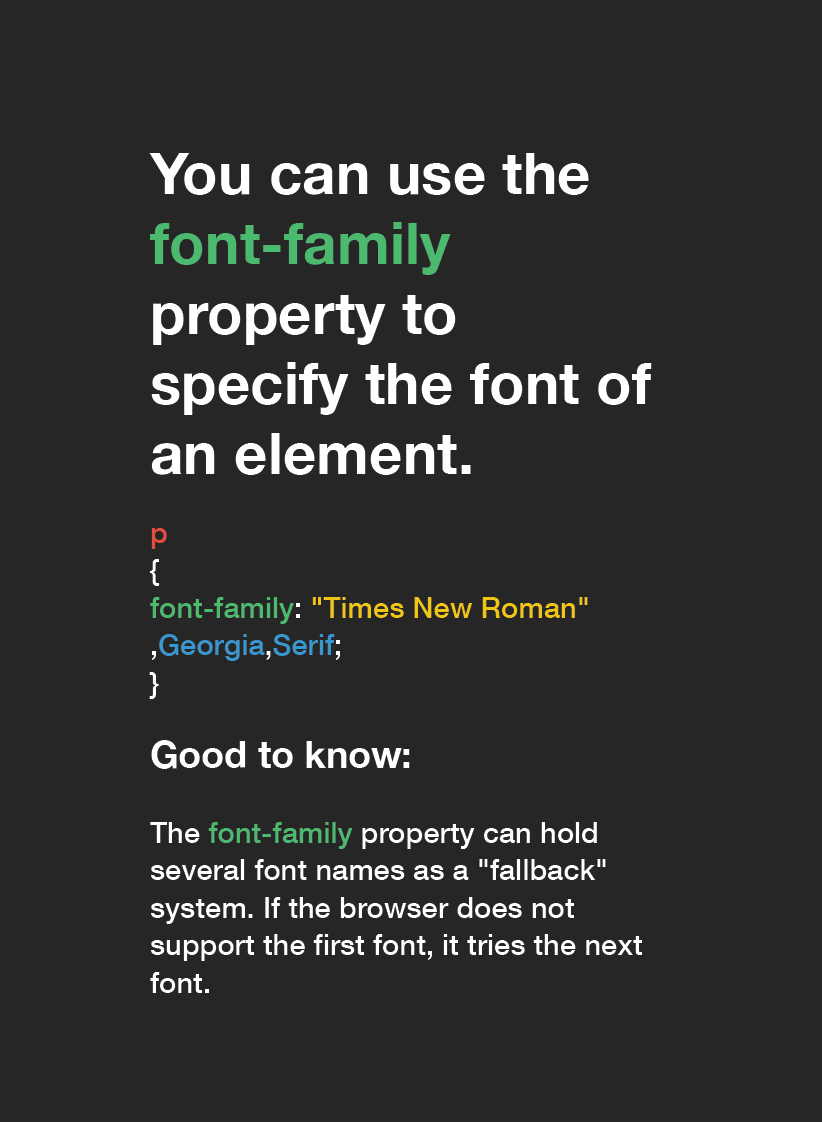 You can use the
font-family
property to
specify the font of
an element.
p
{
font-family: "Times New Roman"
,Georgia,Serif;
}
Good to know:
The font-family property can hold
several font names as a "fallback"
system. If the browser does not
support the first font, it tries the next
font.